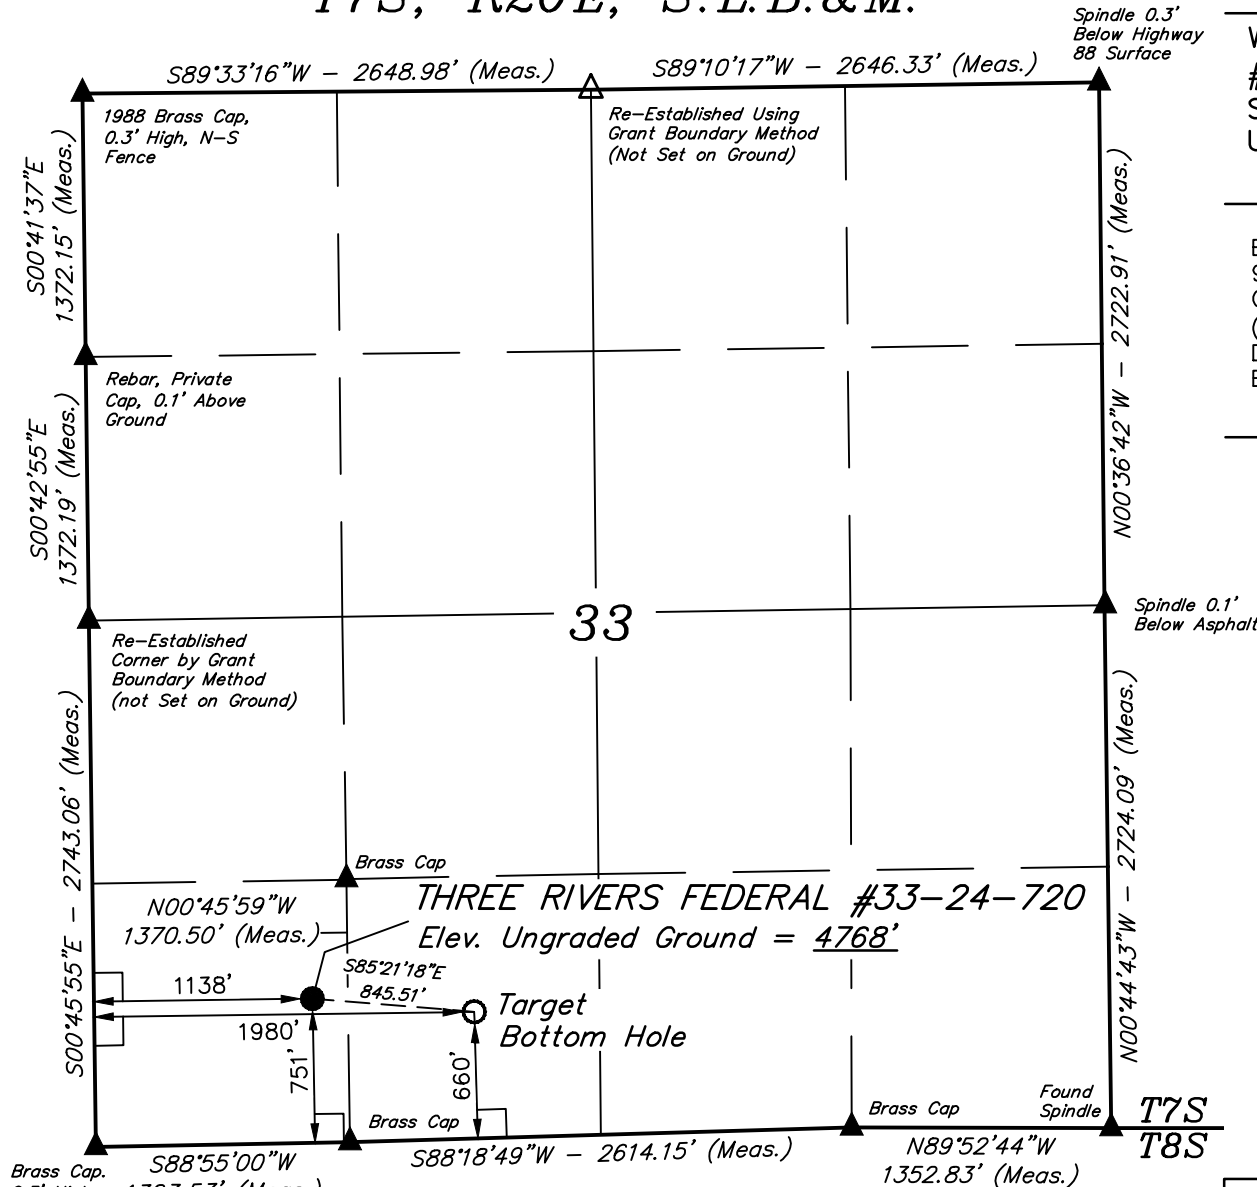 T7S, R20E, S.L.B.&M.
Spindle 0.3'
Below Highway
88 Surface
S89°33'16"W - 2648.98' (Meas.)
S89°10'17"W - 2646.33' (Meas.)
1988 Brass Cap,
0.3' High, N-S
Fence
Re-Established Using
Grant Boundary Method
(Not Set on Ground)
S00°41'37"E
1372.15' (Meas.)
N00°36'42"W - 2722.91' (Meas.)
Rebar, Private
Cap, 0.1' Above
Ground
S00°42'55"E
1372.19' (Meas.)
33
Spindle 0.1'
Below Asphalt
Re-Established
Corner by Grant
Boundary Method
(not Set on Ground)
S00°45'55"E - 2743.06' (Meas.)
N00°44'43"W - 2724.09' (Meas.)
Brass Cap
N00°45'59"W
1370.50' (Meas.)
THREE RIVERS FEDERAL #33-24-720
Elev. Ungraded Ground = 4768'
S85°21'18"E
845.51'
1138'
1980'
Target
Bottom Hole
751'
660'
Brass Cap
Brass Cap
Found
Spindle
T7S
T8S
S88°55'00"W
S88°18'49"W - 2614.15' (Meas.)
N89°52'44"W
1352.83' (Meas.)
Brass Cap.